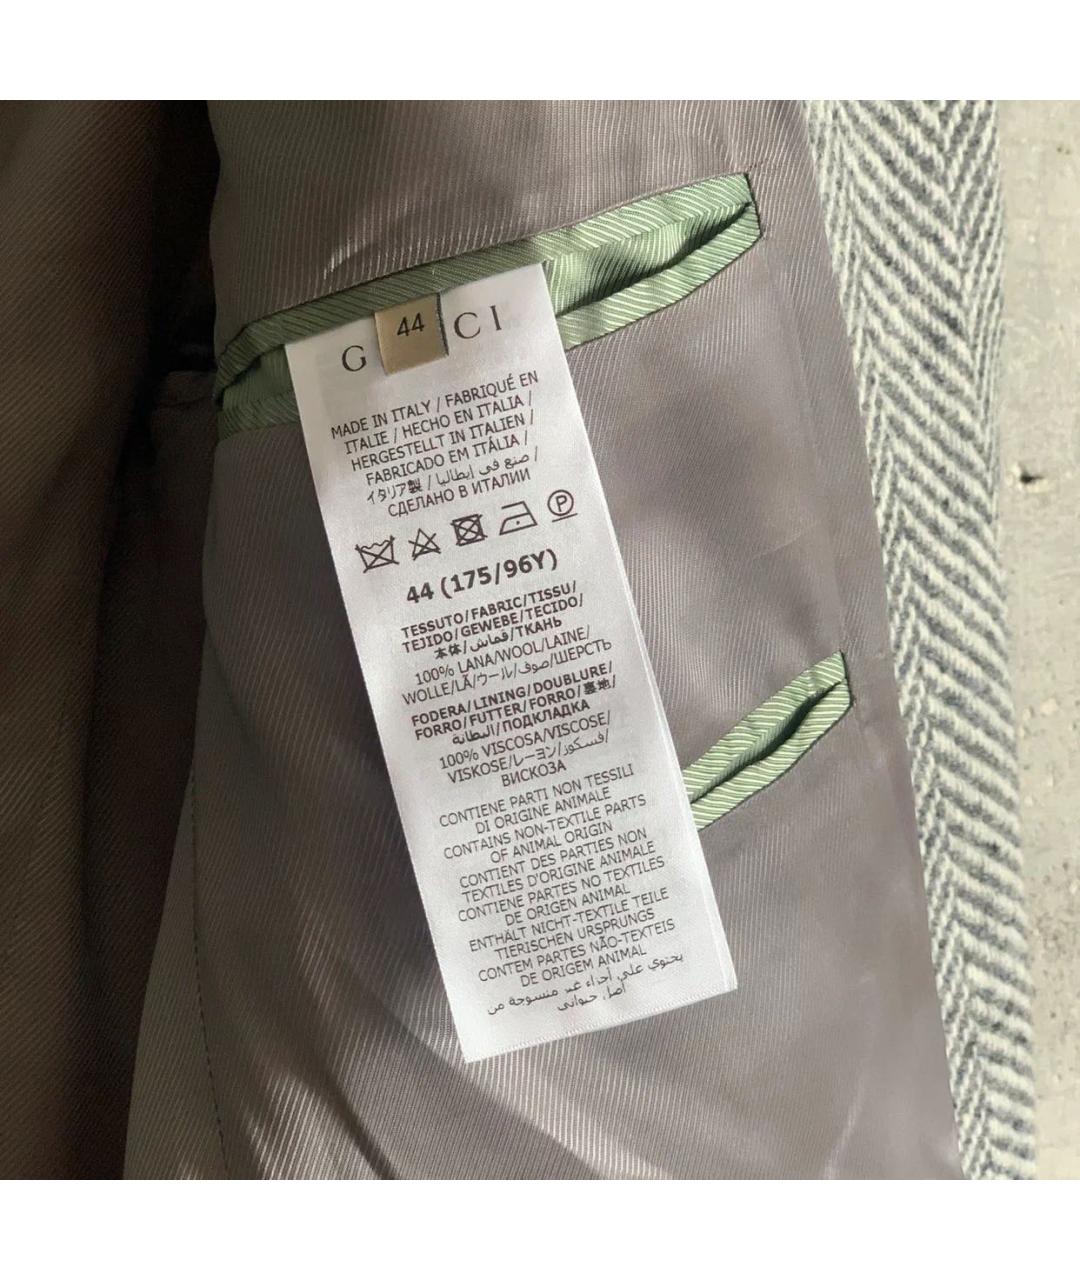 G CI
44
MADE IN ITALY / FABRIQUÉ EN
ITALIE / HECHO EN ITALIA /
HERGESTELLT IN ITALIEN /
FABRICADO EM ITÁLIA /
イタリア製 / صنع في إيطاليا /
СДЕЛАНО В ИТАЛИИ
P
44 (175/96Y)
TESSUTO/FABRIC/TISSU/
TEJIDO/GEWEBE/TECIDO/
本体/قماش/ТКАНЬ
100% LANA/WOOL/LAINE/
WOLLE/LÃ/ウール/صوف/ШЕРСТЬ
FODERA/LINING/DOUBLURE/
FORRO/FUTTER/FORRO/裏地/
البطانة/ПОДКЛАДКА
100% VISCOSA/VISCOSE/
VISKOSE/レーヨン/فسكوز/
ВИСКОЗА
CONTIENE PARTI NON TESSILI
DI ORIGINE ANIMALE
CONTAINS NON-TEXTILE PARTS
OF ANIMAL ORIGIN
CONTIENT DES PARTIES NON
TEXTILES D'ORIGINE ANIMALE
CONTIENE PARTES NO TEXTILES
DE ORIGEN ANIMAL
ENTHÄLT NICHT-TEXTILE TEILE
TIERISCHEN URSPRUNGS
CONTEM PARTES NÃO-TEXTEIS
DE ORIGEM ANIMAL
يحتوي على أجزاء غير منسوجة من
أصل حيواني